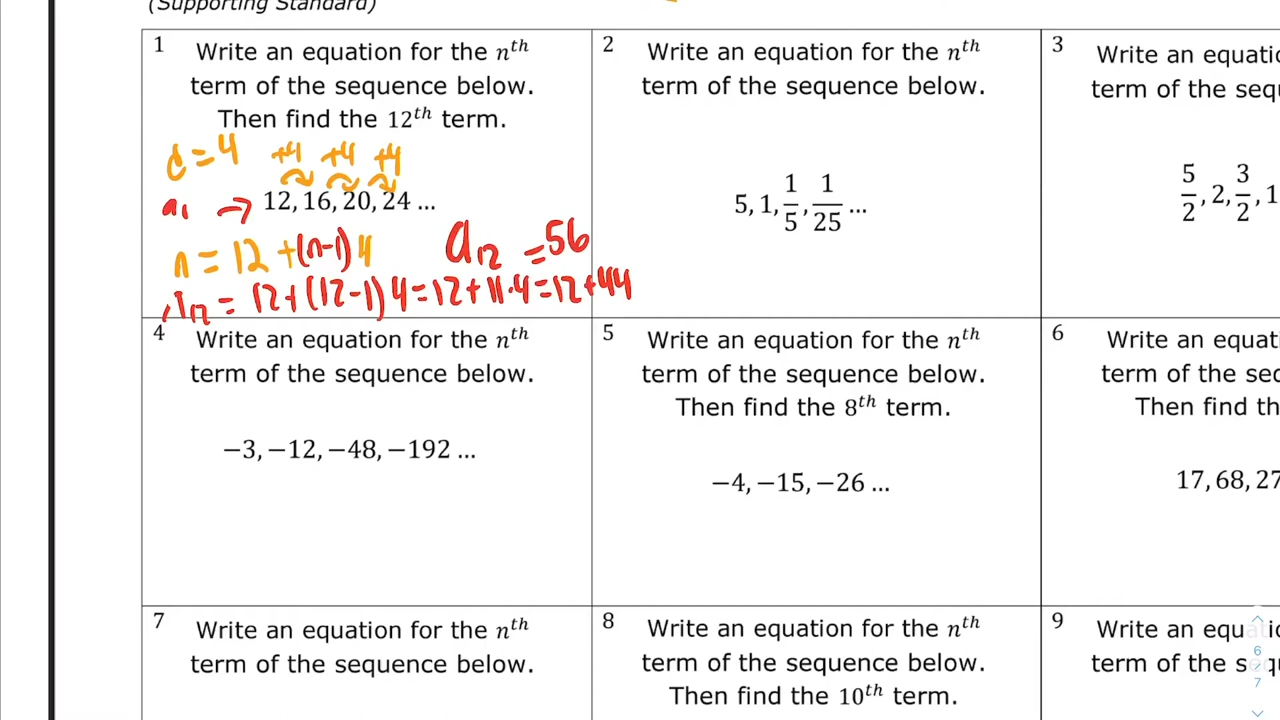 (Supporting Standard)
1 Write an equation for the nᵗʰ
term of the sequence below.
Then find the 12ᵗʰ term.
d = 4 +4 +4 +4
a₁ → 12, 16, 20, 24 ...
n = 12 + (n-1) 4
a₁₂ = 56
₁₂ = 12 + (12 - 1) 4 = 12 + 11 · 4 = 12 + 44
2 Write an equation for the nᵗʰ
term of the sequence below.
5, 1, 1/5, 1/25 ...
3 Write an equatio
term of the sequ
5/2, 2, 3/2, 1
4 Write an equation for the nᵗʰ
term of the sequence below.
−3, −12, −48, −192 ...
5 Write an equation for the nᵗʰ
term of the sequence below.
Then find the 8ᵗʰ term.
−4, −15, −26 ...
6 Write an equat
term of the sec
Then find th
17, 68, 27
7 Write an equation for the nᵗʰ
term of the sequence below.
8 Write an equation for the nᵗʰ
term of the sequence below.
Then find the 10ᵗʰ term.
9 Write an equatio
term of the sequ
6
7